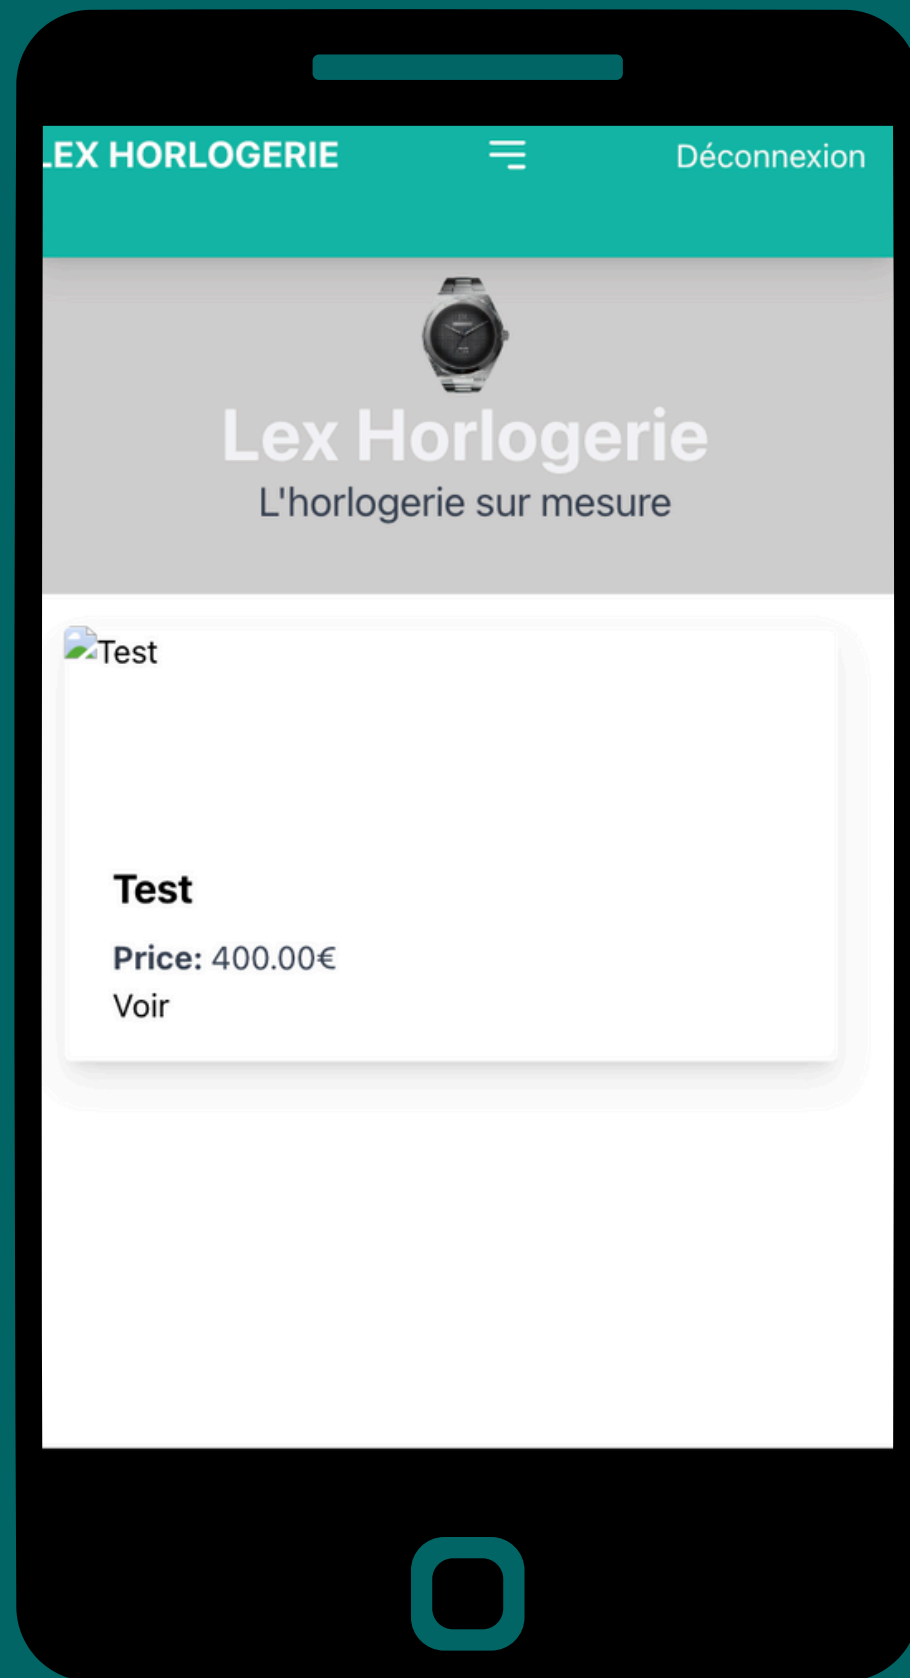 LEX HORLOGERIE
Déconnexion
Lex Horlogerie
L'horlogerie sur mesure
Test
Test
Price: 400.00€
Voir